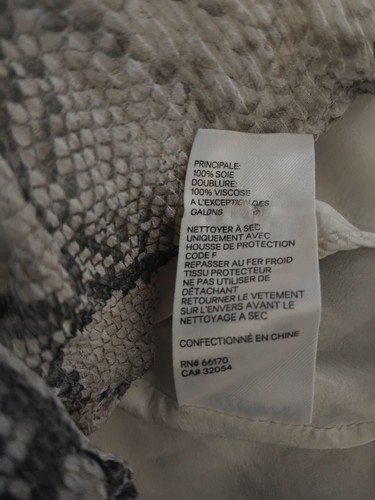 PRINCIPALE:
100% SOIE
DOUBLURE:
100% VISCOSE
A L'EXCEPTION DES
GALONS
NETTOYER À SEC
UNIQUEMENT AVEC
HOUSSE DE PROTECTION
CODE F
REPASSER AU FER FROID
TISSU PROTECTEUR
NE PAS UTILISER DE
DÉTACHANT
RETOURNER LE VETEMENT
SUR L'ENVERS AVANT LE
NETTOYAGE A SEC
CONFECTIONNÉ EN CHINE
RN# 66170
CA# 32054